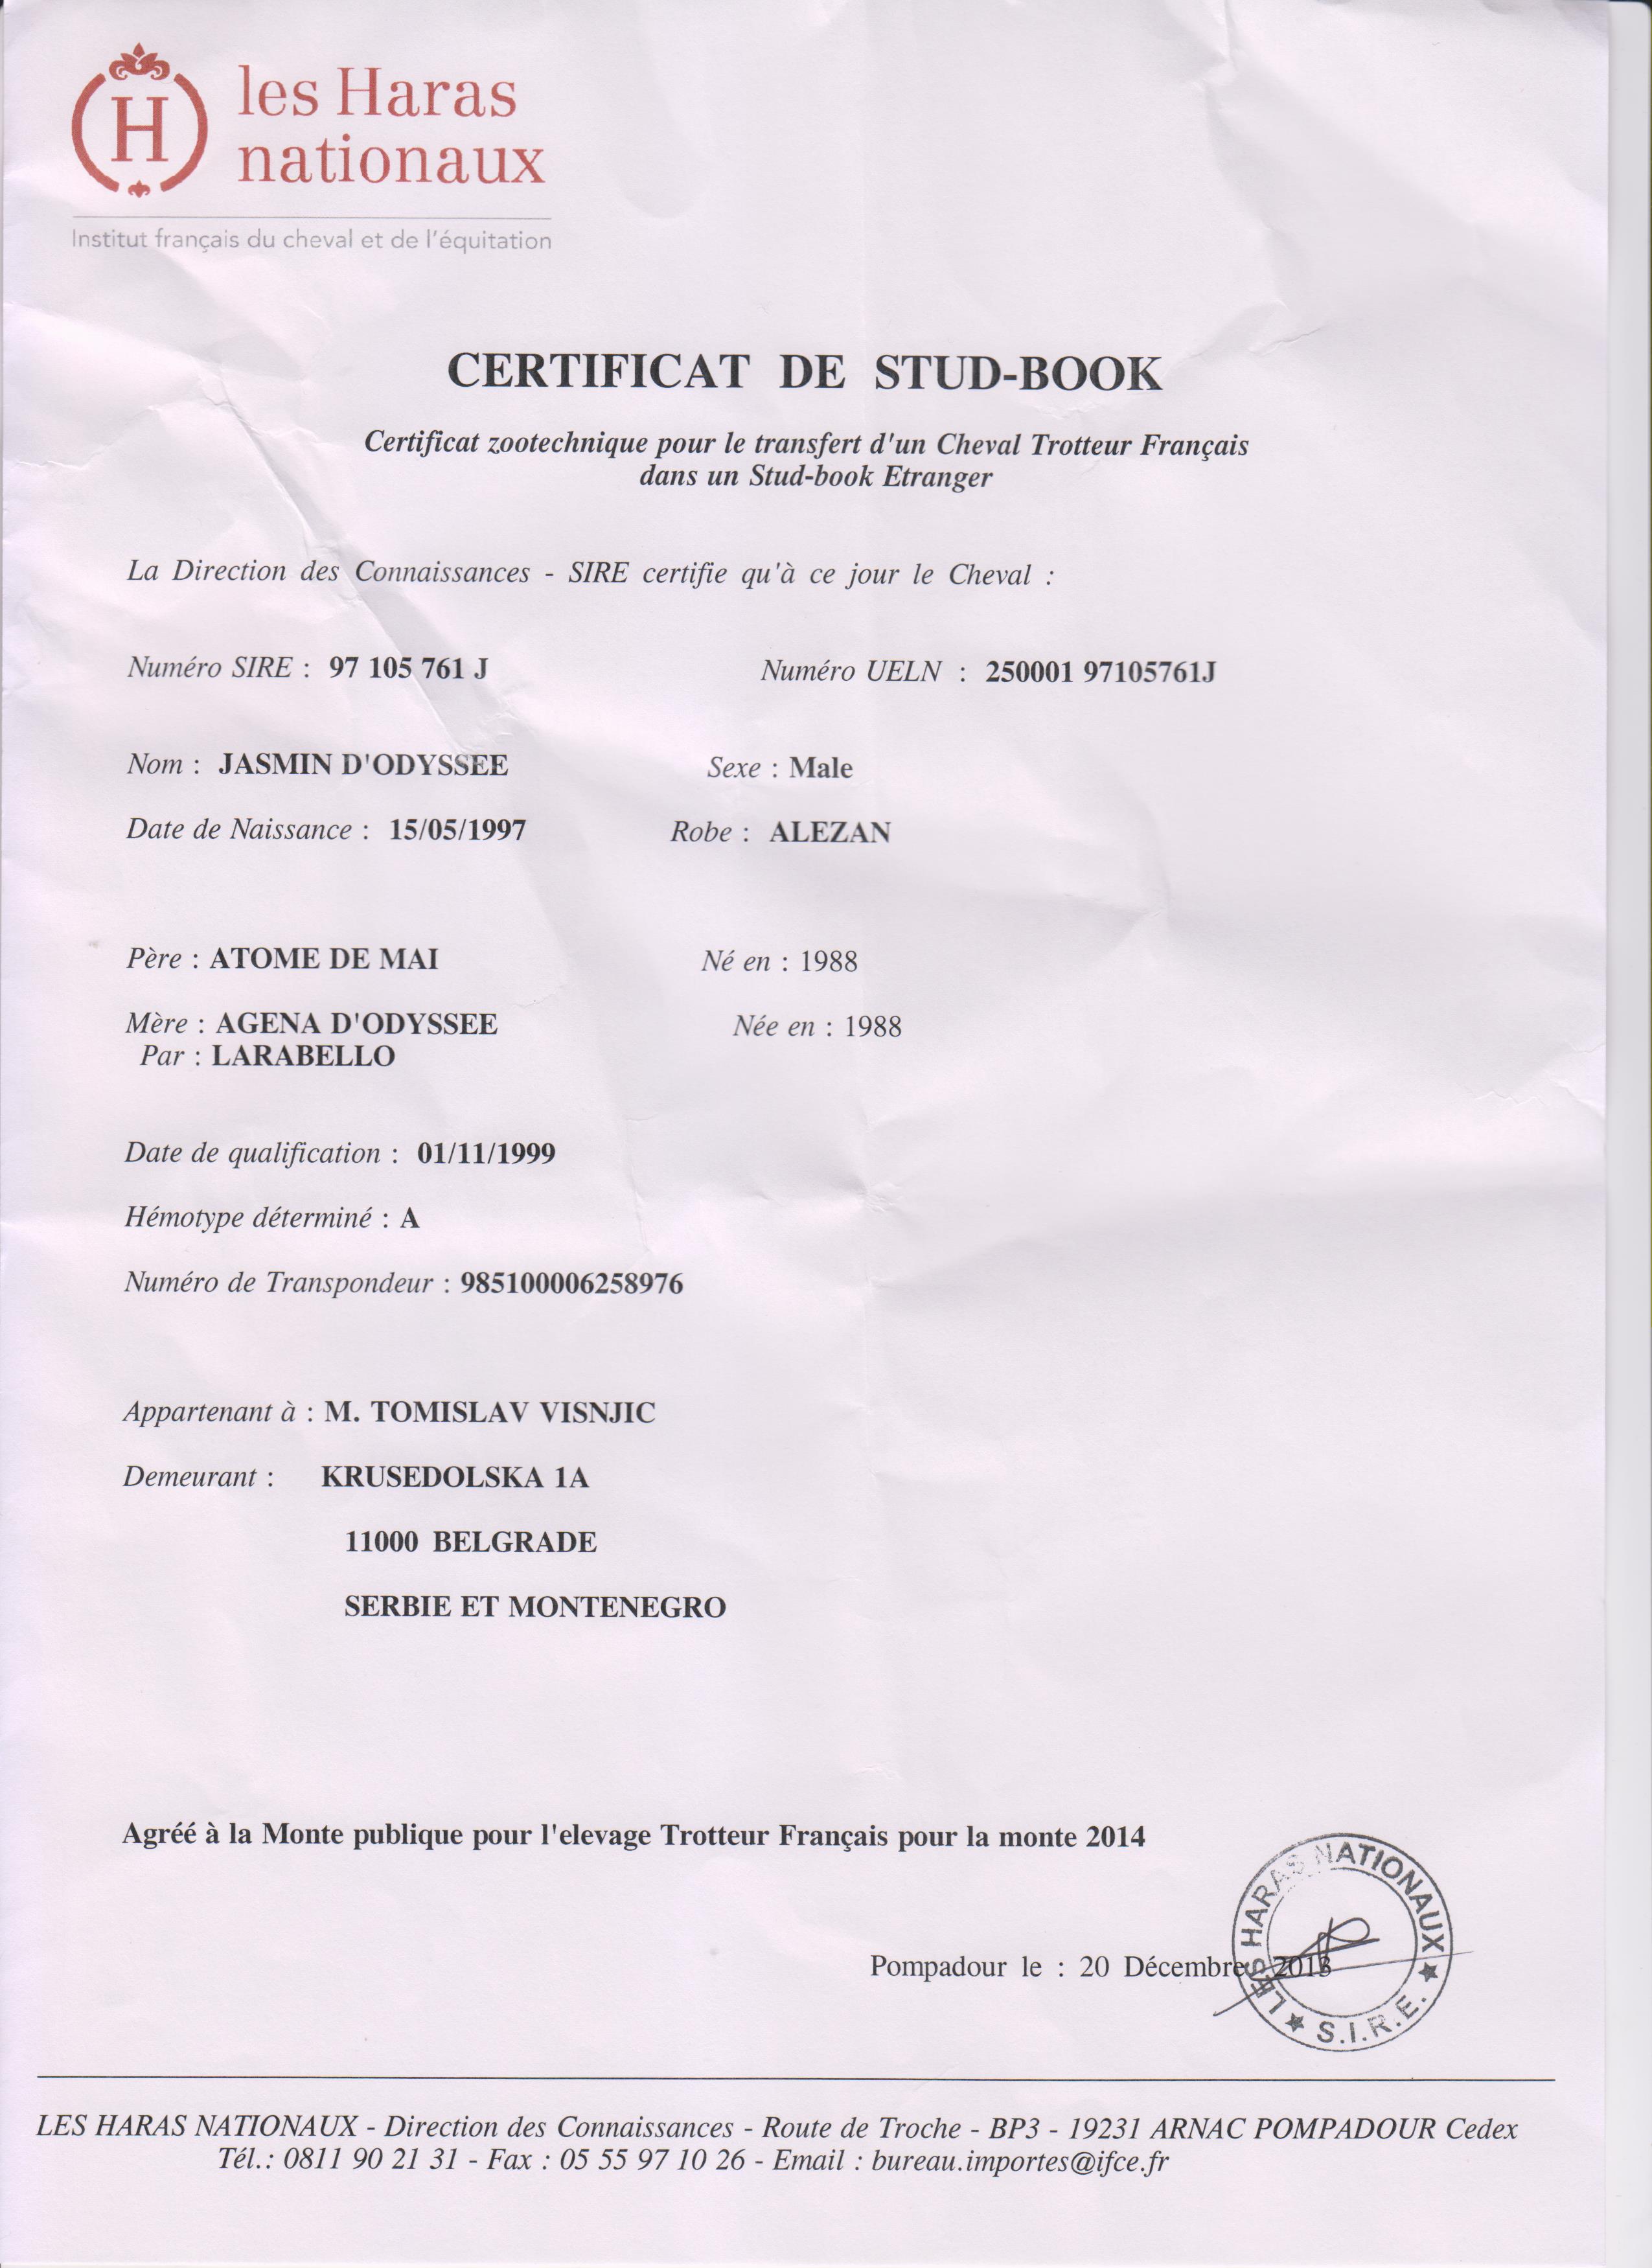 H
les Haras
nationaux
Institut français du cheval et de l'équitation
CERTIFICAT DE STUD-BOOK
Certificat zootechnique pour le transfert d'un Cheval Trotteur Français
dans un Stud-book Etranger
La Direction des Connaissances - SIRE certifie qu'à ce jour le Cheval :
Numéro SIRE : 97 105 761 J Numéro UELN : 250001 97105761J
Nom : JASMIN D'ODYSSEE Sexe : Male
Date de Naissance : 15/05/1997 Robe : ALEZAN
Père : ATOME DE MAI Né en : 1988
Mère : AGENA D'ODYSSEE Née en : 1988
Par : LARABELLO
Date de qualification : 01/11/1999
Hémotype déterminé : A
Numéro de Transpondeur : 985100006258976
Appartenant à : M. TOMISLAV VISNJIC
Demeurant : KRUSEDOLSKA 1A
11000 BELGRADE
SERBIE ET MONTENEGRO
Agréé à la Monte publique pour l'elevage Trotteur Français pour la monte 2014
Pompadour le : 20 Décembre 2013
LES HARAS NATIONAUX
S.I.R.E.
LES HARAS NATIONAUX - Direction des Connaissances - Route de Troche - BP3 - 19231 ARNAC POMPADOUR Cedex
Tél.: 0811 90 21 31 - Fax : 05 55 97 10 26 - Email : bureau.importes@ifce.fr